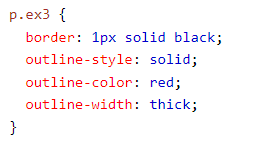 p.ex3 {
  border: 1px solid black;
  outline-style: solid;
  outline-color: red;
  outline-width: thick;
}